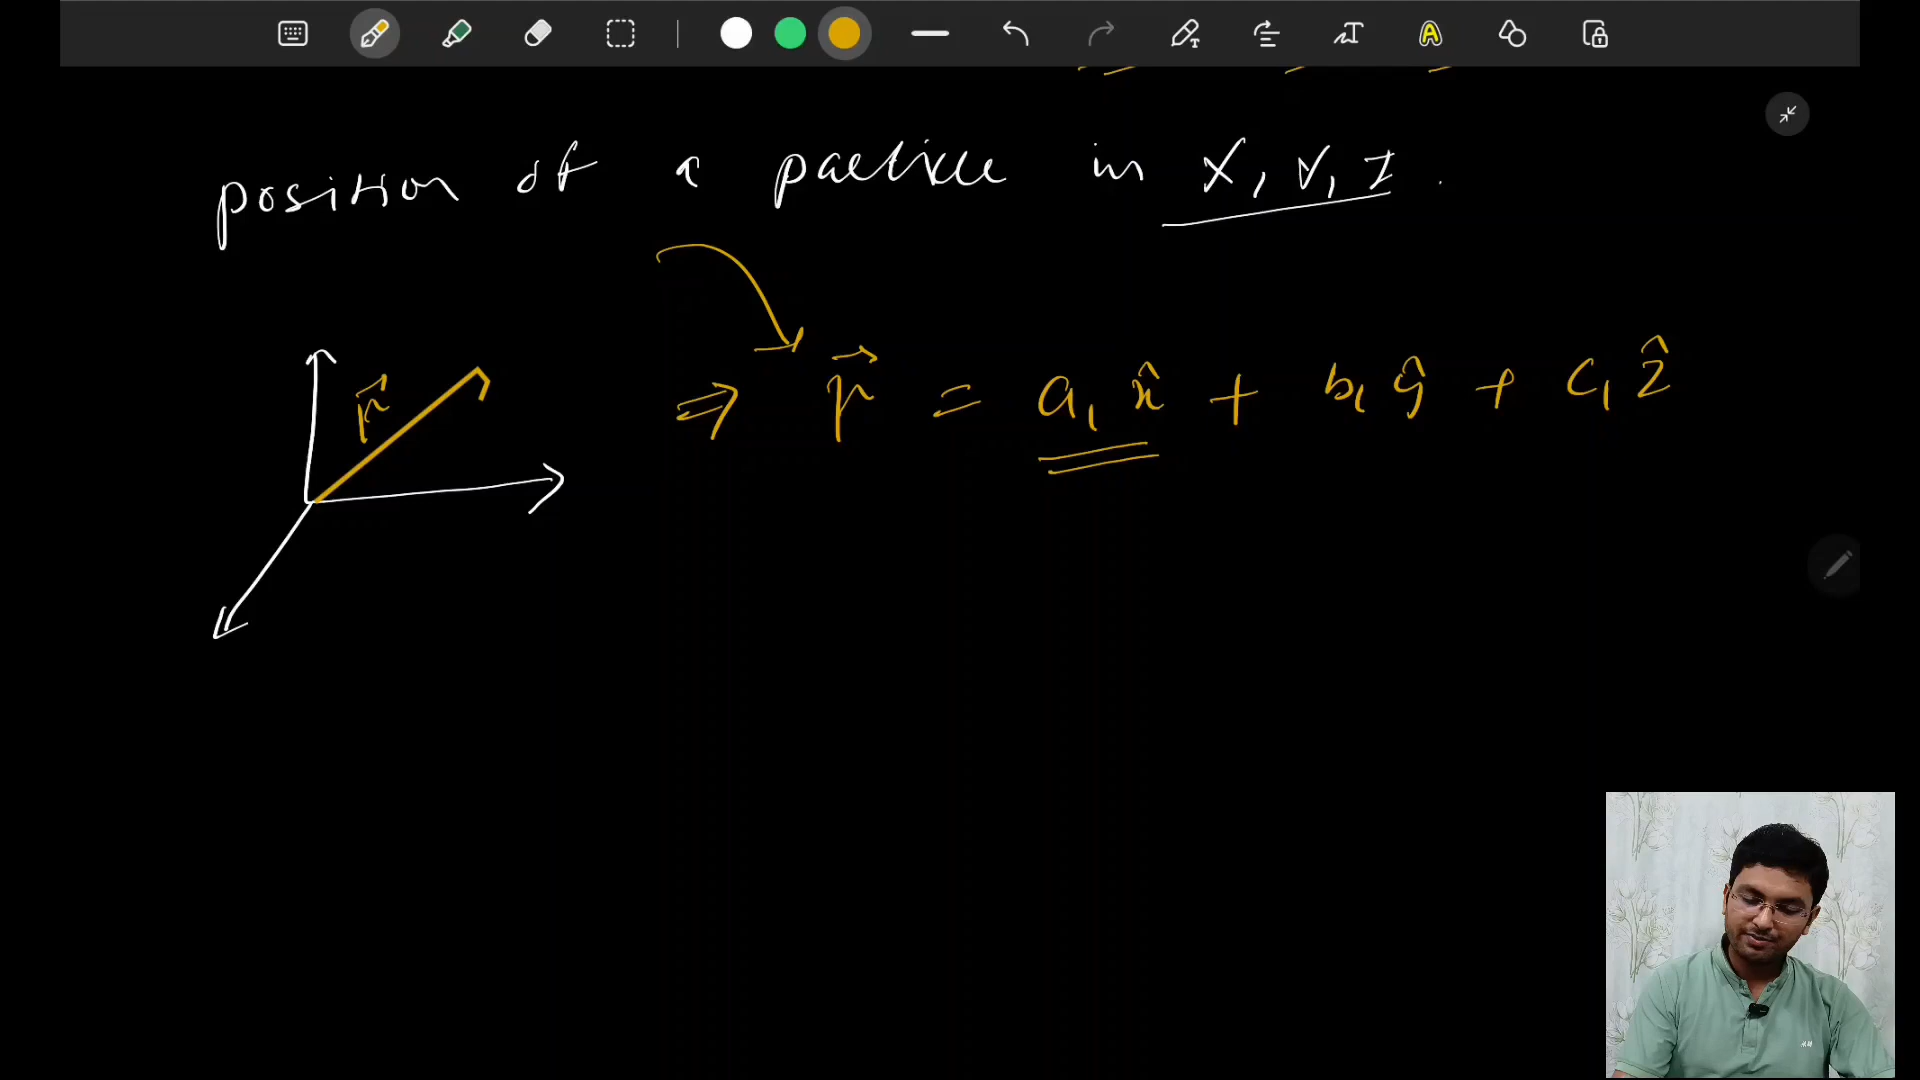 position of a particle in X, Y, Z.
r⃗ ⇒ r⃗ = a₁ x̂ + b₁ ŷ + c₁ ẑ